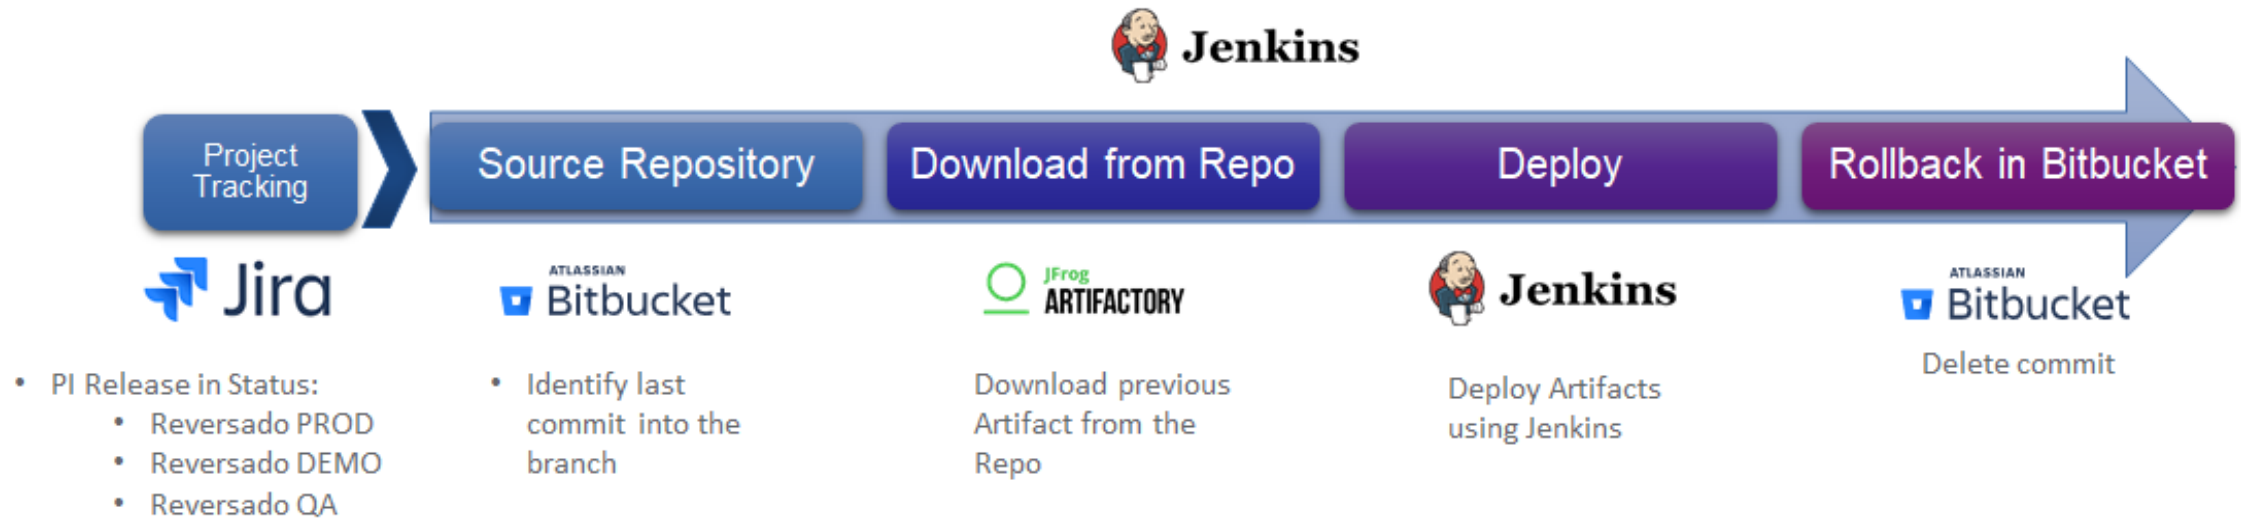 Jenkins
Project
Tracking
Source Repository
Download from Repo
Deploy
Rollback in Bitbucket
Jira
ATLASSIAN
Bitbucket
JFrog
ARTIFACTORY
Jenkins
ATLASSIAN
Bitbucket
• PI Release in Status:
• Reversado PROD
• Reversado DEMO
• Reversado QA
• Identify last
commit into the
branch
Download previous
Artifact from the
Repo
Deploy Artifacts
using Jenkins
Delete commit